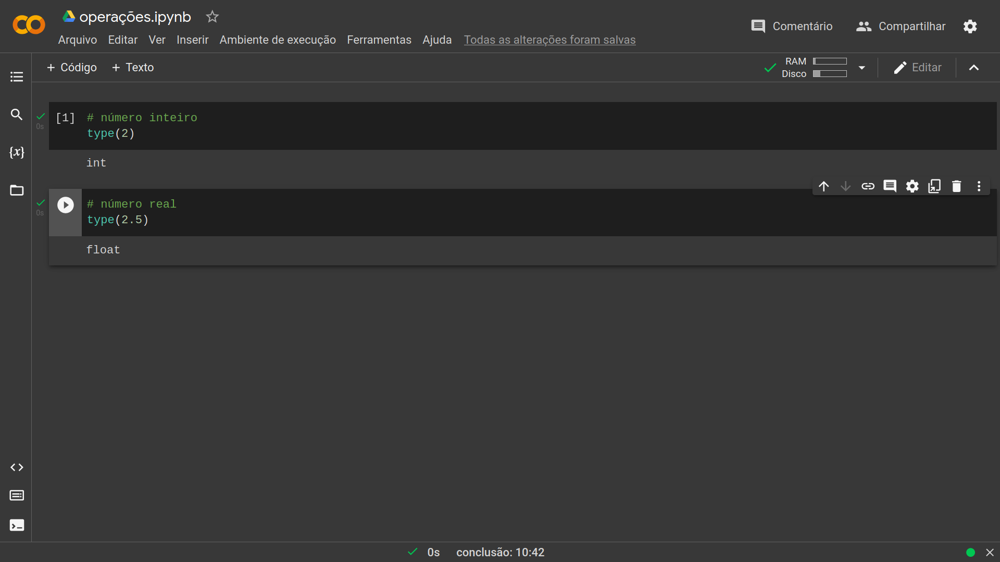 operações.ipynb
Arquivo Editar Ver Inserir Ambiente de execução Ferramentas Ajuda Todas as alterações foram salvas
Comentário Compartilhar
+ Código + Texto
RAM
Disco
Editar
{x}
0s
[1] # número inteiro
type(2)
int
0s
# número real
type(2.5)
float
0s conclusão: 10:42